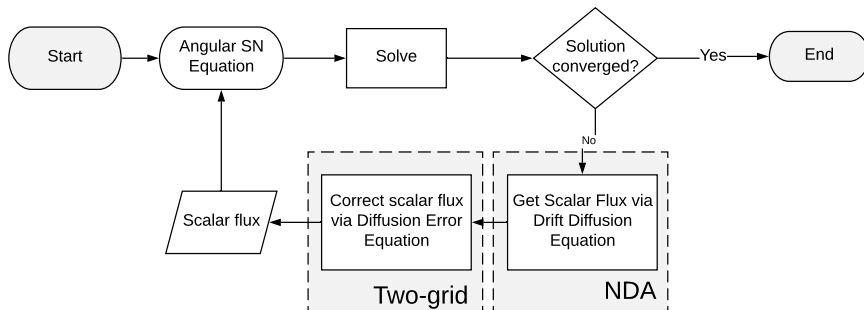 Start
Angular SN
Equation
Solve
Solution
converged?
Yes
End
No
Scalar flux
Correct scalar flux
via Diffusion Error
Equation
Get Scalar Flux via
Drift Diffusion
Equation
Two-grid
NDA